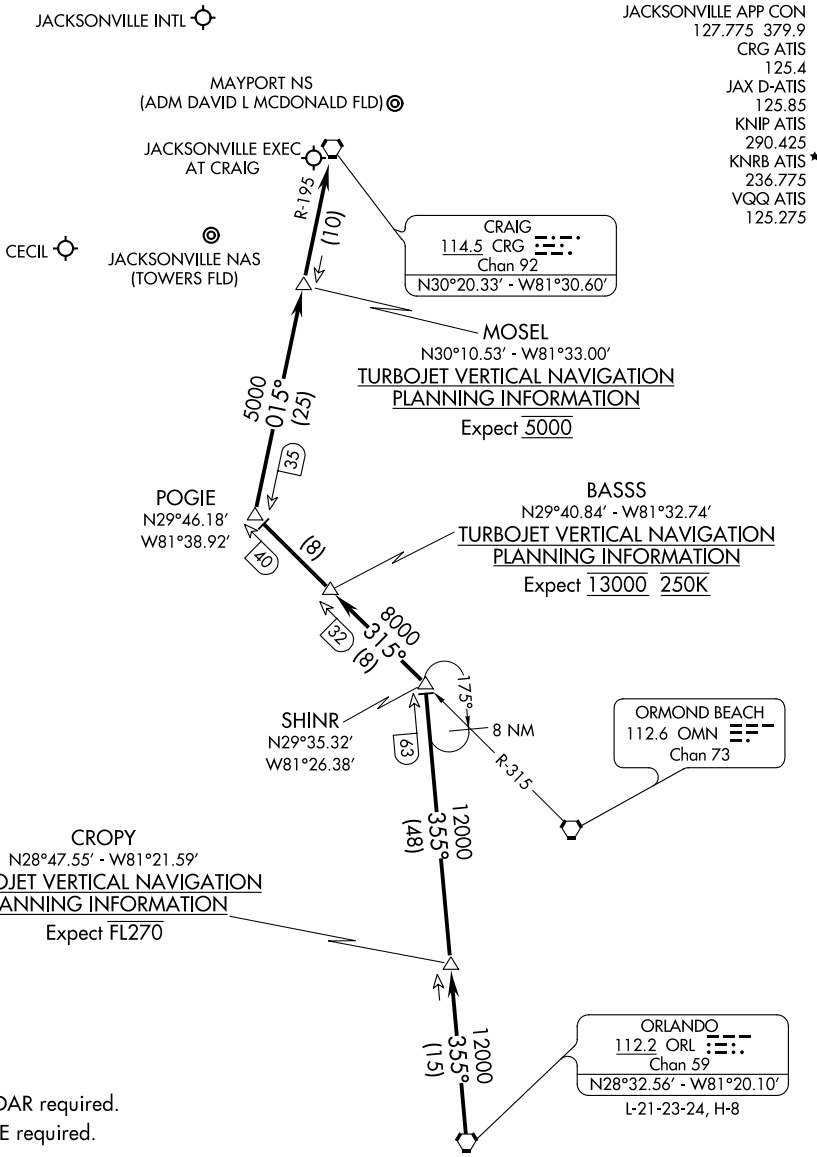 JACKSONVILLE APP CON
127.775 379.9
CRG ATIS
125.4
JAX D-ATIS
125.85
KNIP ATIS
290.425
KNRB ATIS ★
236.775
VQQ ATIS
125.275
JACKSONVILLE INTL
MAYPORT NS
(ADM DAVID L MCDONALD FLD)
JACKSONVILLE EXEC
AT CRAIG
CECIL
JACKSONVILLE NAS
(TOWERS FLD)
R-195
(10)
CRAIG
114.5 CRG
Chan 92
N30°20.33' - W81°30.60'
MOSEL
N30°10.53' - W81°33.00'
TURBOJET VERTICAL NAVIGATION
PLANNING INFORMATION
Expect 5000
5000
015°
(25)
35
POGIE
N29°46.18'
W81°38.92'
40
(8)
BASSS
N29°40.84' - W81°32.74'
TURBOJET VERTICAL NAVIGATION
PLANNING INFORMATION
Expect 13000 250K
32
8000
315°
(8)
SHINR
N29°35.32'
W81°26.38'
63
175°
8 NM
R-315
ORMOND BEACH
112.6 OMN
Chan 73
12000
355°
(48)
CROPY
N28°47.55' - W81°21.59'
OJET VERTICAL NAVIGATION
ANNING INFORMATION
Expect FL270
12000
355°
(15)
ORLANDO
112.2 ORL
Chan 59
N28°32.56' - W81°20.10'
L-21-23-24, H-8
DAR required.
E required.